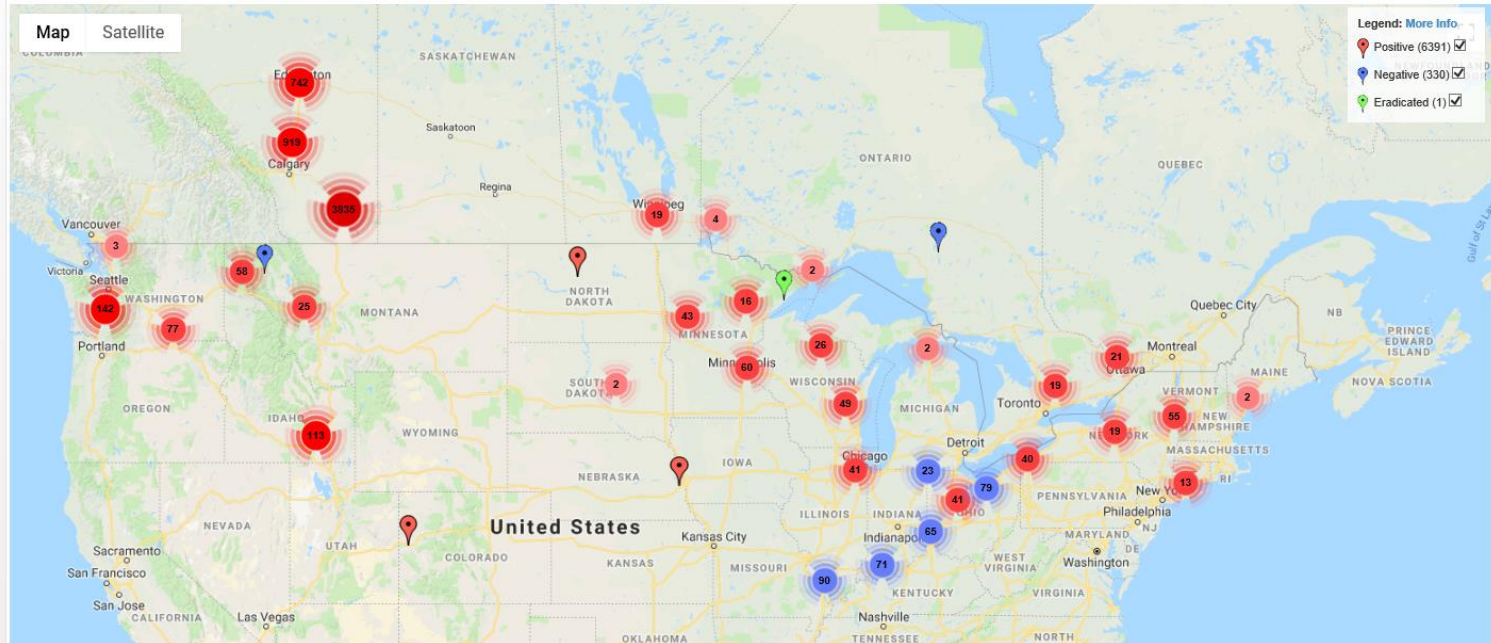 Map Satellite
Legend: More Info
Positive (6391)
Negative (330)
Eradicated (1)
COLUMBIA
SASKATCHEWAN
742
Saskatoon
919
Calgary
ONTARIO
QUEBEC
Regina
3835
Winnipeg
19
4
Vancouver
3
Victoria
Seattle
58
NORTH
DAKOTA
2
142
WASHINGTON
25
MONTANA
43
16
MINNESOTA
Quebec City
NB
PRINCE
EDWARD
ISLAND
77
Portland
26
2
21
Ottawa
Montreal
MAINE
NOVA SCOTIA
Minneapolis
60
SOUTH
DAKOTA
2
WISCONSIN
19
VERMONT
2
OREGON
IDAHO
49
MICHIGAN
Toronto
55
NEW
HAMPSHIRE
113
WYOMING
19
NEW YORK
MASSACHUSETTS
RI
Chicago
41
Detroit
40
IOWA
NEBRASKA
23
79
13
New York
PENNSYLVANIA
41
OHIO
Philadelphia
NJ
United States
ILLINOIS
INDIANA
Indianapolis
65
NEVADA
UTAH
COLORADO
Kansas City
MARYLAND
DE
Sacramento
San Francisco
San Jose
KANSAS
MISSOURI
71
90
WEST
VIRGINIA
Washington
KENTUCKY
VIRGINIA
CALIFORNIA
Las Vegas
Nashville
OKLAHOMA
TENNESSEE
NORTH